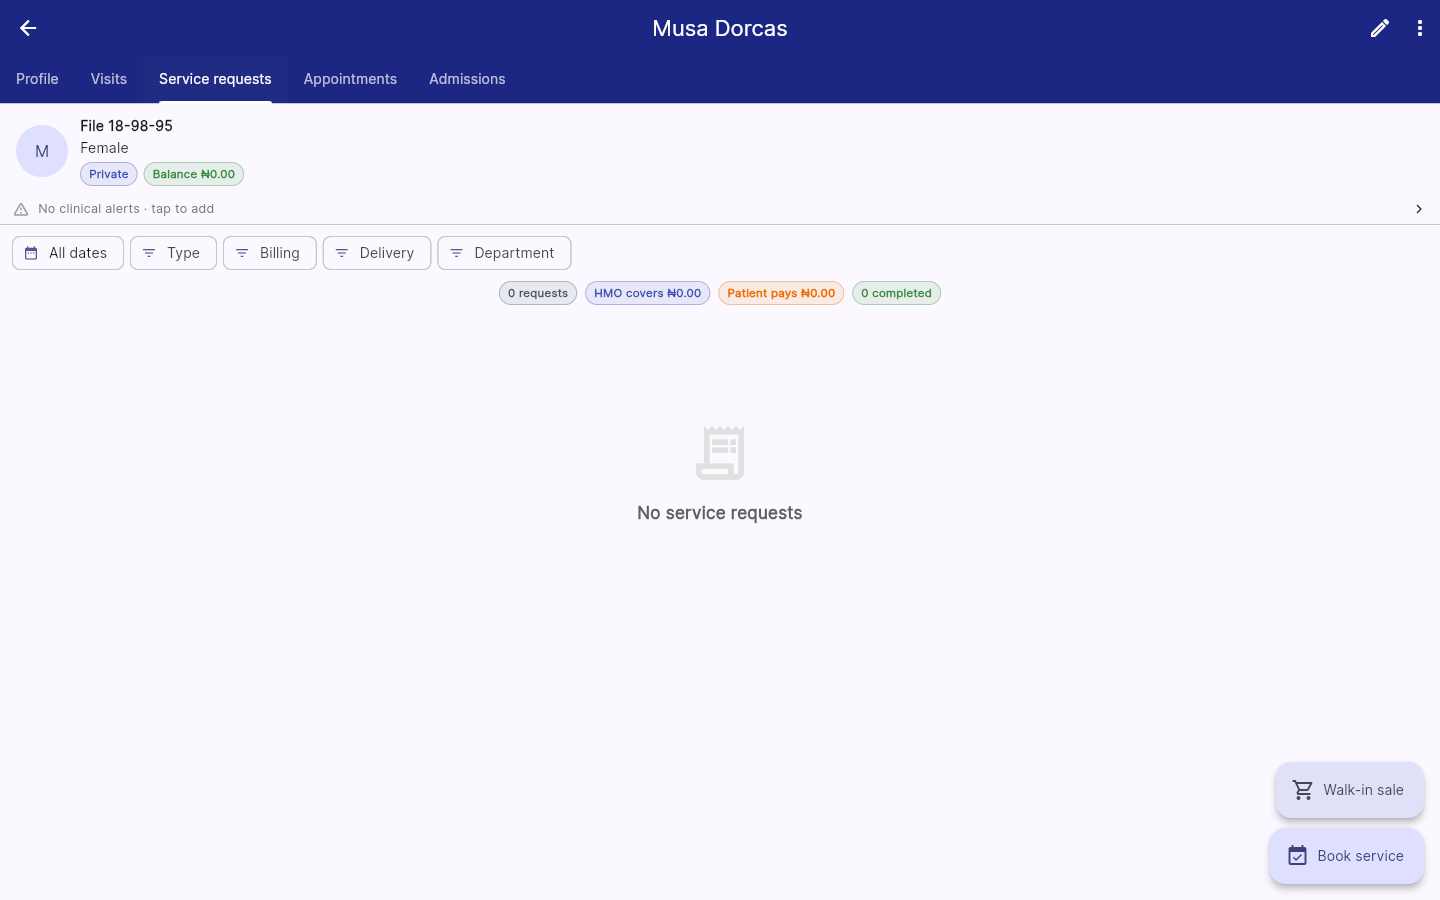 Musa Dorcas
Profile
Visits
Service requests
Appointments
Admissions
M
File 18-98-95
Female
Private
Balance ₦0.00
No clinical alerts · tap to add
All dates
Type
Billing
Delivery
Department
0 requests
HMO covers ₦0.00
Patient pays ₦0.00
0 completed
No service requests
Walk-in sale
Book service